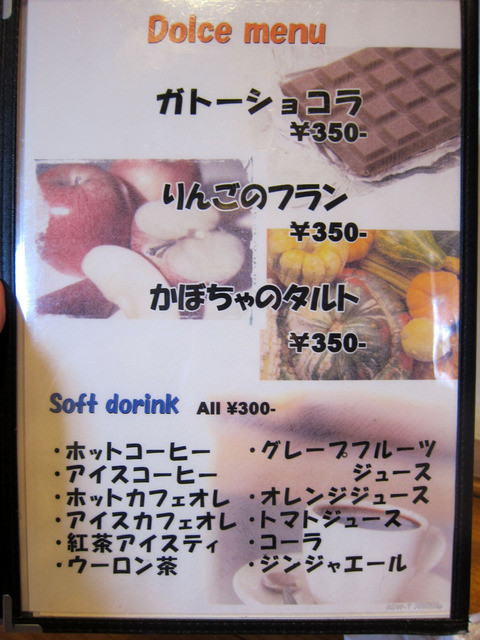 Dolce menu
ガトーショコラ
¥350-
りんごのフラン
¥350-
かぼちゃのタルト
¥350-
Soft dorink All ¥300-
・ホットコーヒー
・アイスコーヒー
・ホットカフェオレ
・アイスカフェオレ
・紅茶アイスティ
・ウーロン茶
・グレープフルーツ
ジュース
・オレンジジュース
・トマトジュース
・コーラ
・ジンジャエール